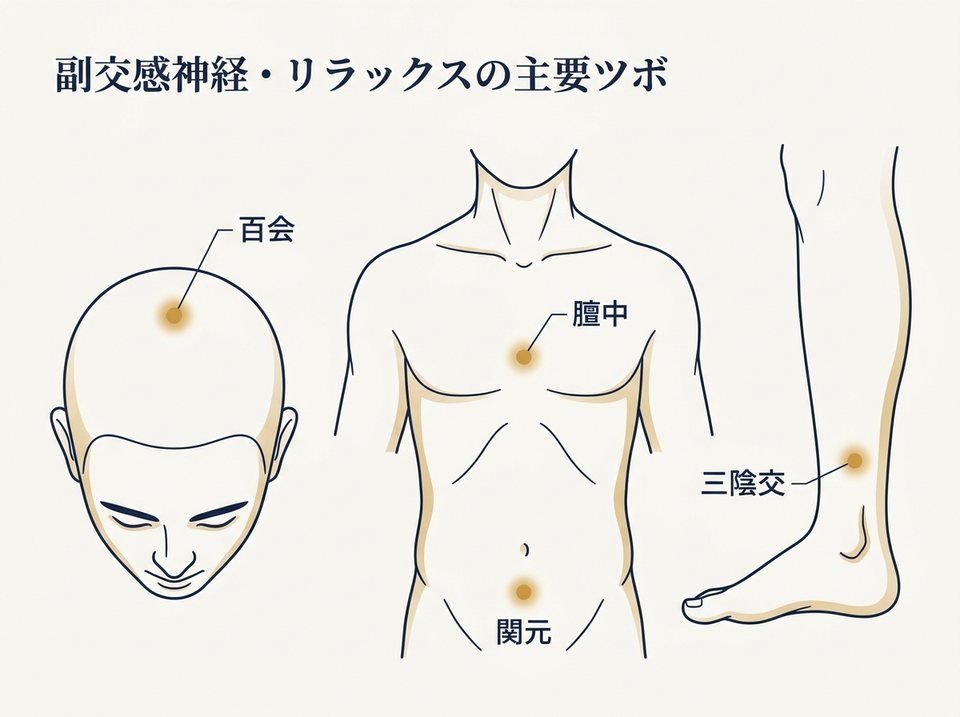 副交感神経・リラックスの主要ツボ
百会
膻中
三陰交
関元